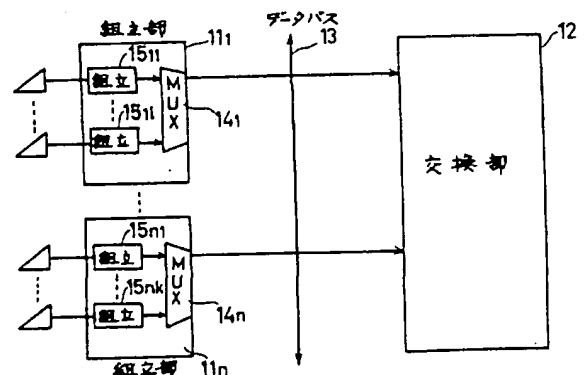 組立部
11₁
データバス
13
12
15₁₁
組立
MUX
14₁
15₁i
組立
交換部
15n₁
組立
MUX
14n
15nk
組立
組立部
11n